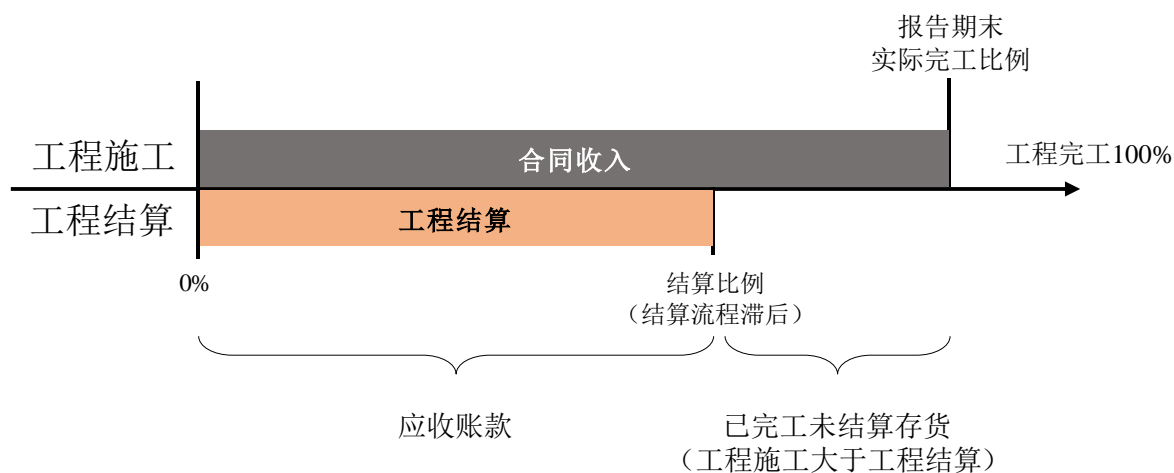 报告期末
实际完工比例
工程施工
合同收入
工程完工100%
工程结算
工程结算
0%
结算比例
（结算流程滞后）
应收账款
已完工未结算存货
（工程施工大于工程结算）